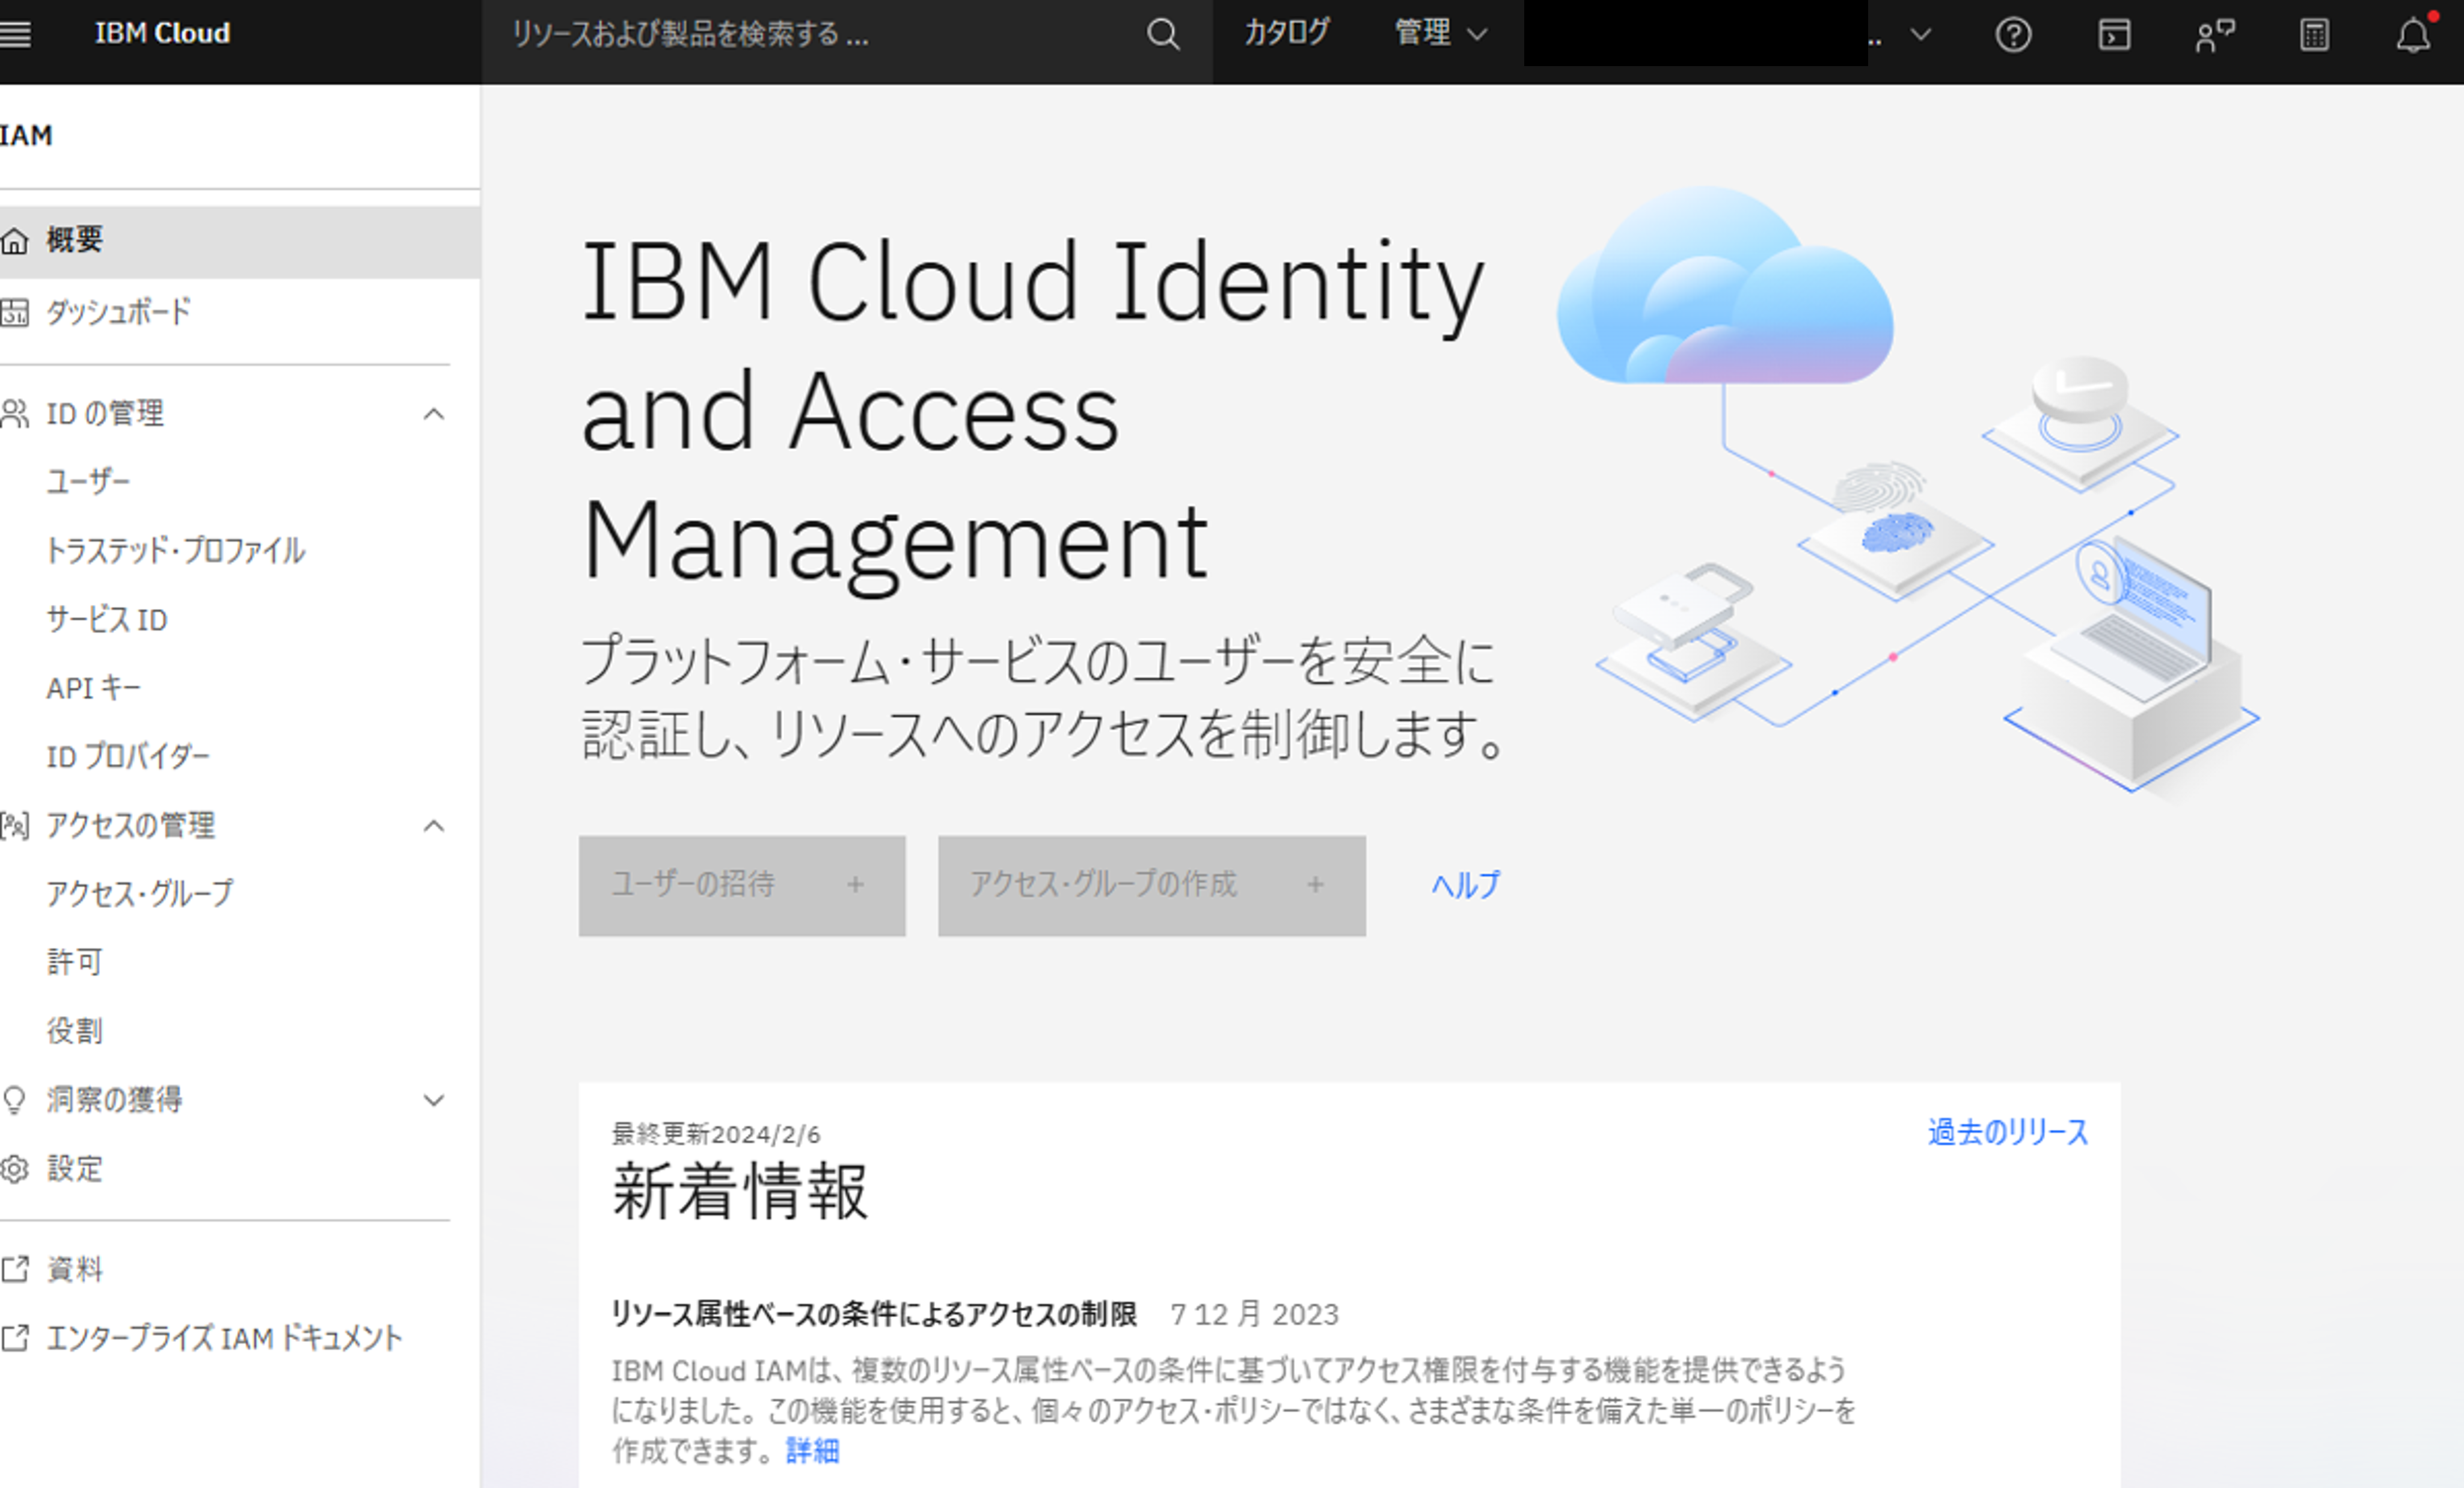 IBM Cloud
リソースおよび製品を検索する ...
カタログ
管理
..
IAM
概要
ダッシュボード
ID の管理
ユーザー
トラステッド・プロファイル
サービス ID
API キー
ID プロバイダー
アクセスの管理
アクセス・グループ
許可
役割
洞察の獲得
設定
資料
エンタープライズ IAM ドキュメント
IBM Cloud Identity
and Access
Management
プラットフォーム・サービスのユーザーを安全に
認証し、リソースへのアクセスを制御します。
ユーザーの招待 +
アクセス・グループの作成 +
ヘルプ
最終更新2024/2/6
過去のリリース
新着情報
リソース属性ベースの条件によるアクセスの制限 7 12 月 2023
IBM Cloud IAMは、複数のリソース属性ベースの条件に基づいてアクセス権限を付与する機能を提供できるよう
になりました。この機能を使用すると、個々のアクセス・ポリシーではなく、さまざまな条件を備えた単一のポリシーを
作成できます。 詳細